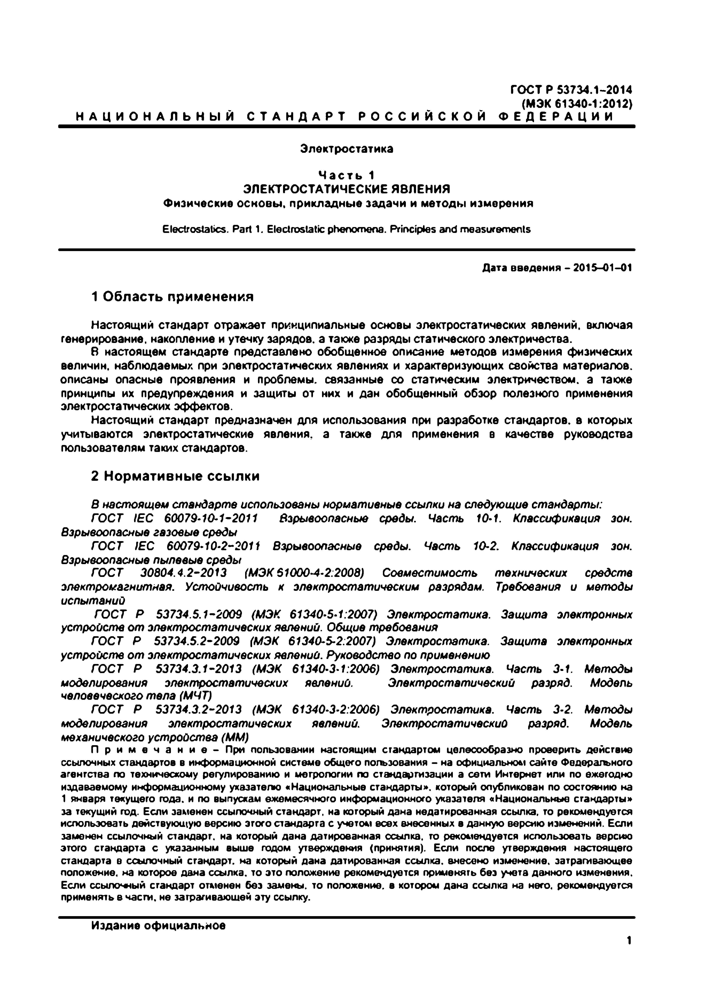 ГОСТ Р 53734.1–2014
(МЭК 61340-1:2012)
НАЦИОНАЛЬНЫЙ СТАНДАРТ РОССИЙСКОЙ ФЕДЕРАЦИИ
Электростатика
Часть 1
ЭЛЕКТРОСТАТИЧЕСКИЕ ЯВЛЕНИЯ
Физические основы, прикладные задачи и методы измерения
Electrostatics. Part 1. Electrostatic phenomena. Principles and measurements
Дата введения – 2015–01–01
1 Область применения
Настоящий стандарт отражает принципиальные основы электростатических явлений, включая
генерирование, накопление и утечку зарядов, а также разряды статического электричества.
В настоящем стандарте представлено обобщенное описание методов измерения физических
величин, наблюдаемых при электростатических явлениях и характеризующих свойства материалов,
описаны опасные проявления и проблемы, связанные со статическим электричеством, а также
принципы их предупреждения и защиты от них и дан обобщенный обзор полезного применения
электростатических эффектов.
Настоящий стандарт предназначен для использования при разработке стандартов, в которых
учитываются электростатические явления, а также для применения в качестве руководства
пользователям таких стандартов.
2 Нормативные ссылки
В настоящем стандарте использованы нормативные ссылки на следующие стандарты:
ГОСТ IEC 60079-10-1–2011 Взрывоопасные среды. Часть 10-1. Классификация зон.
Взрывоопасные газовые среды
ГОСТ IEC 60079-10-2–2011 Взрывоопасные среды. Часть 10-2. Классификация зон.
Взрывоопасные пылевые среды
ГОСТ 30804.4.2–2013 (МЭК 61000-4-2:2008) Совместимость технических средств
электромагнитная. Устойчивость к электростатическим разрядам. Требования и методы
испытаний
ГОСТ Р 53734.5.1–2009 (МЭК 61340-5-1:2007) Электростатика. Защита электронных
устройств от электростатических явлений. Общие требования
ГОСТ Р 53734.5.2–2009 (МЭК 61340-5-2:2007) Электростатика. Защита электронных
устройств от электростатических явлений. Руководство по применению
ГОСТ Р 53734.3.1–2013 (МЭК 61340-3-1:2006) Электростатика. Часть 3-1. Методы
моделирования электростатических явлений. Электростатический разряд. Модель
человеческого тела (МЧТ)
ГОСТ Р 53734.3.2–2013 (МЭК 61340-3-2:2006) Электростатика. Часть 3-2. Методы
моделирования электростатических явлений. Электростатический разряд. Модель
механического устройства (ММ)
Примечание – При пользовании настоящим стандартом целесообразно проверить действие
ссылочных стандартов в информационной системе общего пользования – на официальном сайте Федерального
агентства по техническому регулированию и метрологии по стандартизации а сети Интернет или по ежегодно
издаваемому информационному указателю «Национальные стандарты», который опубликован по состоянию на
1 января текущего года, и по выпускам ежемесячного информационного указателя «Национальные стандарты»
за текущий год. Если заменен ссылочный стандарт, на который дана недатированная ссылка, то рекомендуется
использовать действующую версию этого стандарта с учетом всех внесенных в данную версию изменений. Если
заменен ссылочный стандарт, на который дана датированная ссылка, то рекомендуется использовать версию
этого стандарта с указанным выше годом утверждения (принятия). Если после утверждения настоящего
стандарта в ссылочный стандарт, на который дана датированная ссылка, внесено изменение, затрагивающее
положение, на которое дана ссылка, то это положение рекомендуется применять без учета данного изменения.
Если ссылочный стандарт отменен без замены, то положение, в котором дана ссылка на него, рекомендуется
применять в части, не затрагивающей эту ссылку.
Издание официальное
1